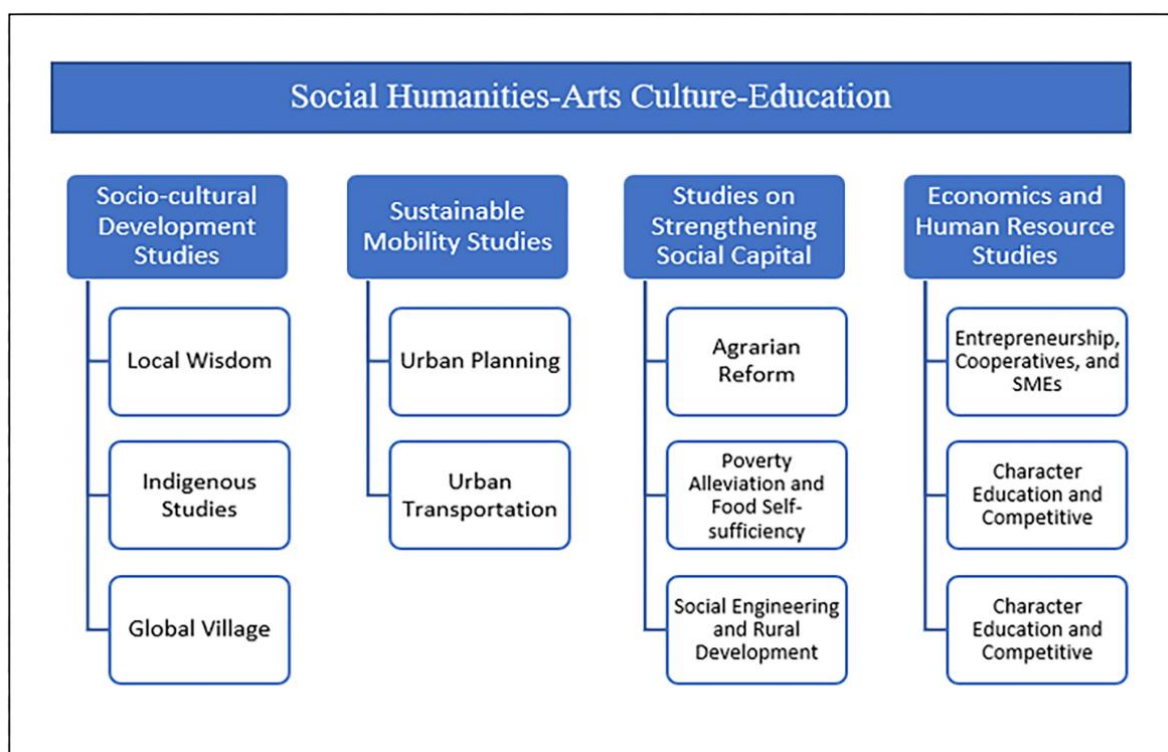 Social Humanities-Arts Culture-Education
Socio-cultural
Development
Studies
Local Wisdom
Indigenous
Studies
Global Village
Sustainable
Mobility Studies
Urban Planning
Urban
Transportation
Studies on
Strengthening
Social Capital
Agrarian
Reform
Poverty
Alleviation and
Food Self-
sufficiency
Social Engineering
and Rural
Development
Economics and
Human Resource
Studies
Entrepreneurship,
Cooperatives, and
SMEs
Character
Education and
Competitive
Character
Education and
Competitive